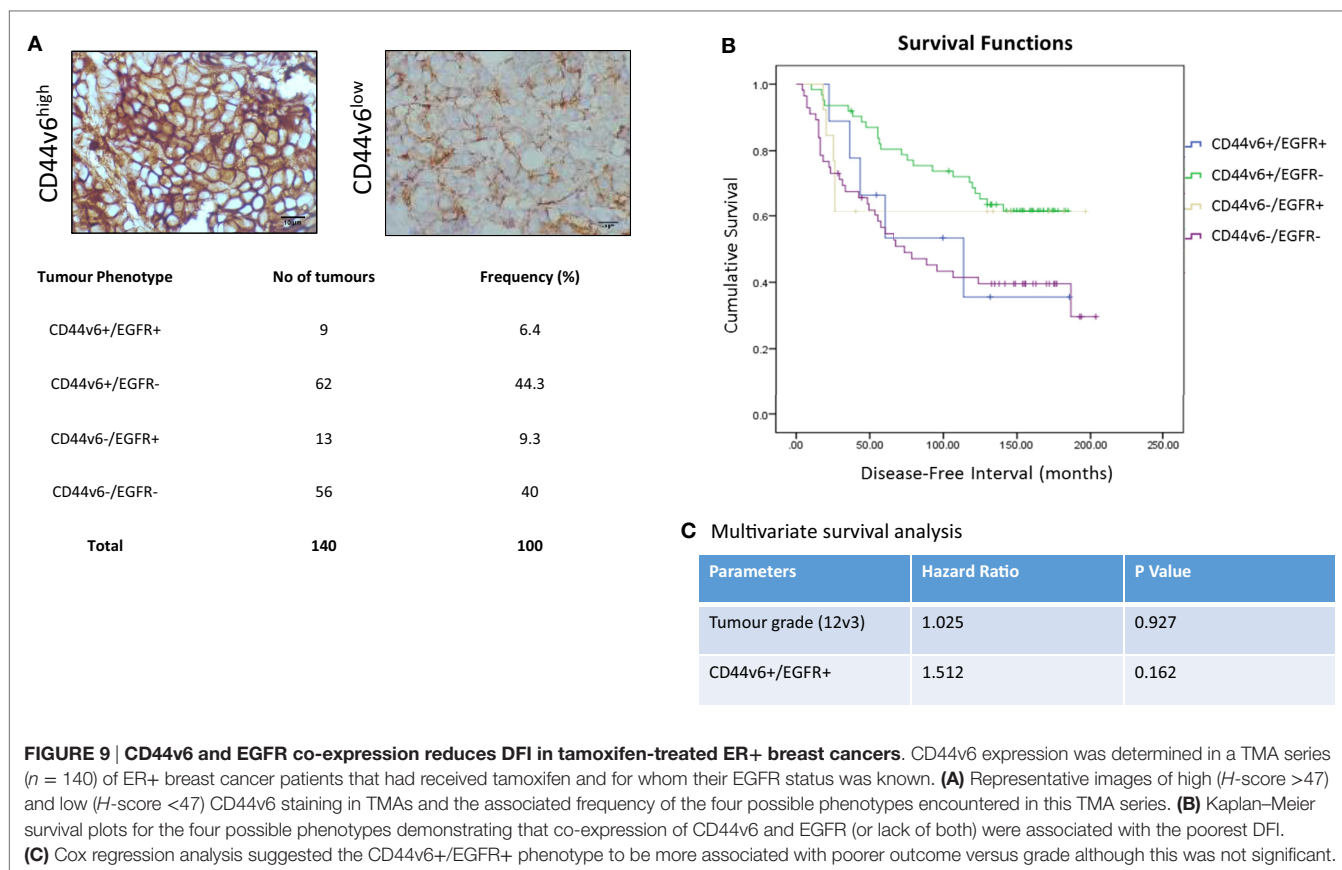 A
CD44v6high
CD44v6low
10µm
Tumour Phenotype No of tumours Frequency (%)
CD44v6+/EGFR+ 9 6.4
CD44v6+/EGFR- 62 44.3
CD44v6-/EGFR+ 13 9.3
CD44v6-/EGFR- 56 40
Total 140 100
B
Survival Functions
Cumulative Survival
1.0
0.8
0.6
0.4
0.2
0.0
.00 50.00 100.00 150.00 200.00 250.00
Disease-Free Interval (months)
CD44v6+/EGFR+
CD44v6+/EGFR-
CD44v6-/EGFR+
CD44v6-/EGFR-
C Multivariate survival analysis
Parameters Hazard Ratio P Value
Tumour grade (12v3) 1.025 0.927
CD44v6+/EGFR+ 1.512 0.162
FIGURE 9 | CD44v6 and EGFR co-expression reduces DFI in tamoxifen-treated ER+ breast cancers. CD44v6 expression was determined in a TMA series
(n = 140) of ER+ breast cancer patients that had received tamoxifen and for whom their EGFR status was known. (A) Representative images of high (H-score >47)
and low (H-score <47) CD44v6 staining in TMAs and the associated frequency of the four possible phenotypes encountered in this TMA series. (B) Kaplan–Meier
survival plots for the four possible phenotypes demonstrating that co-expression of CD44v6 and EGFR (or lack of both) were associated with the poorest DFI.
(C) Cox regression analysis suggested the CD44v6+/EGFR+ phenotype to be more associated with poorer outcome versus grade although this was not significant.